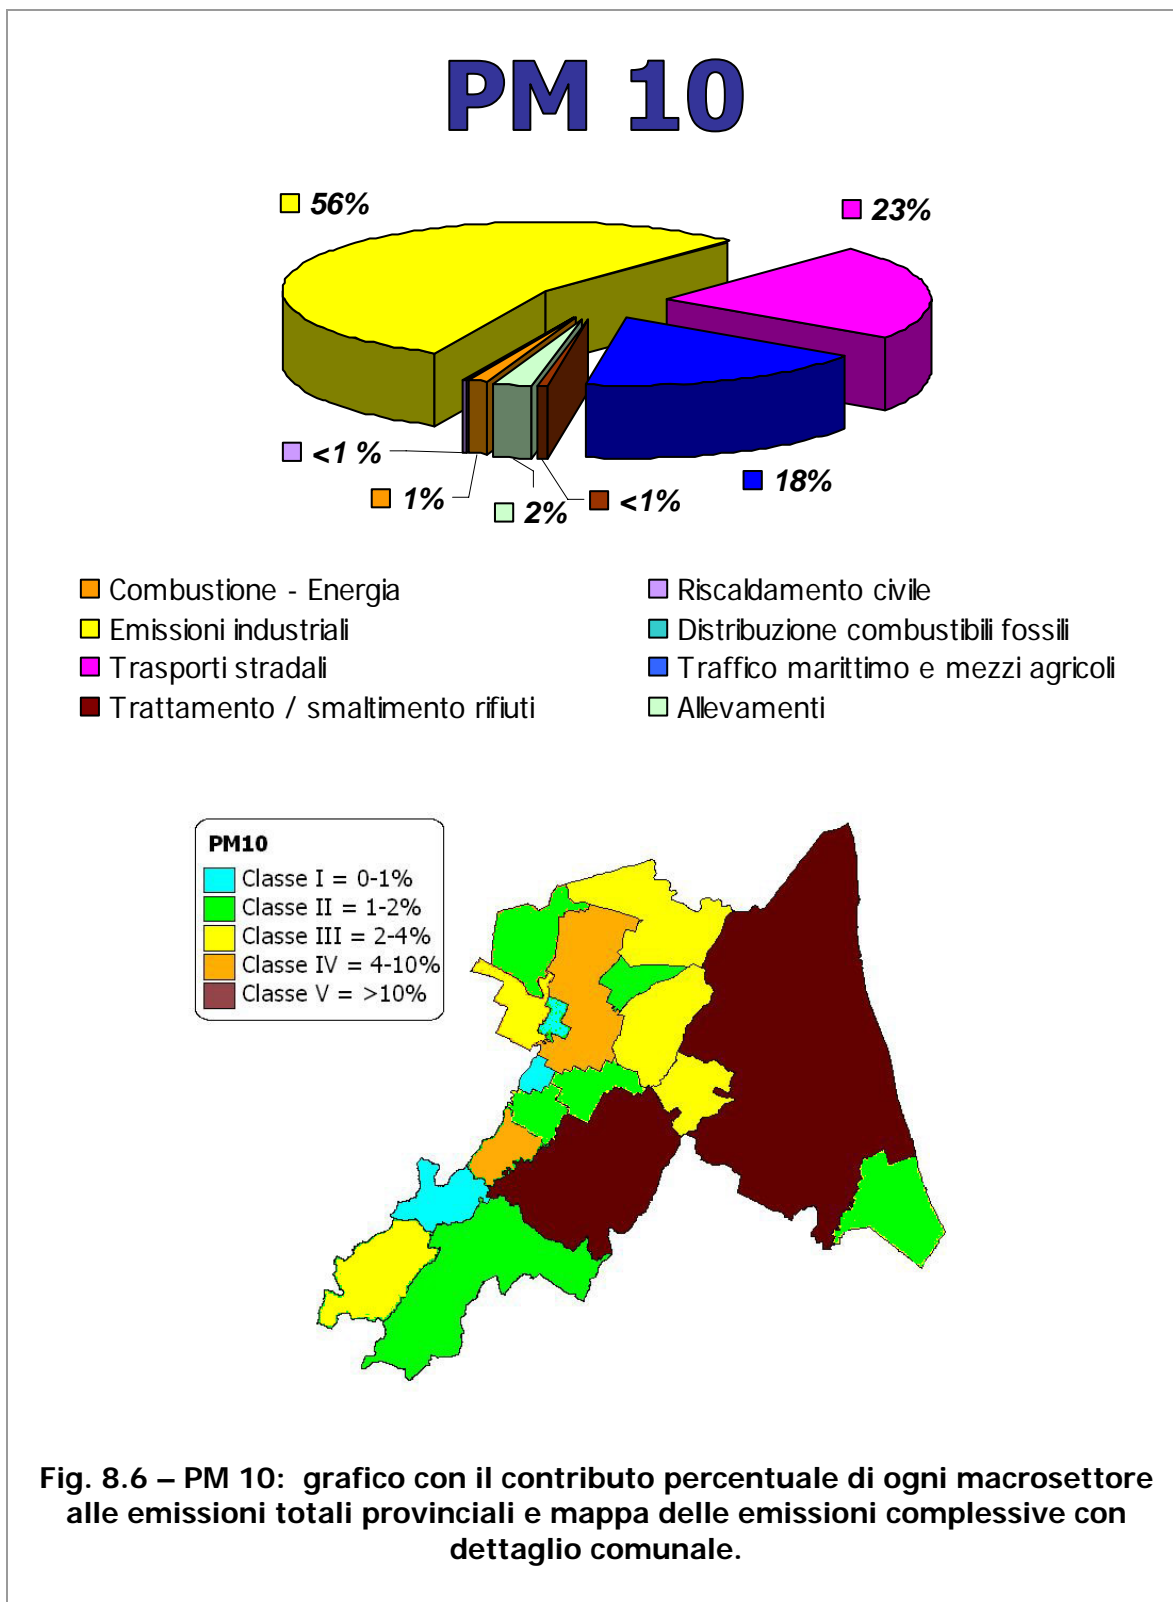 PM 10
56%
23%
<1 %
1%
2%
<1%
18%
Combustione - Energia
Riscaldamento civile
Emissioni industriali
Distribuzione combustibili fossili
Trasporti stradali
Traffico marittimo e mezzi agricoli
Trattamento / smaltimento rifiuti
Allevamenti
PM10
Classe I = 0-1%
Classe II = 1-2%
Classe III = 2-4%
Classe IV = 4-10%
Classe V = >10%
Fig. 8.6 – PM 10: grafico con il contributo percentuale di ogni macrosettore
alle emissioni totali provinciali e mappa delle emissioni complessive con
dettaglio comunale.